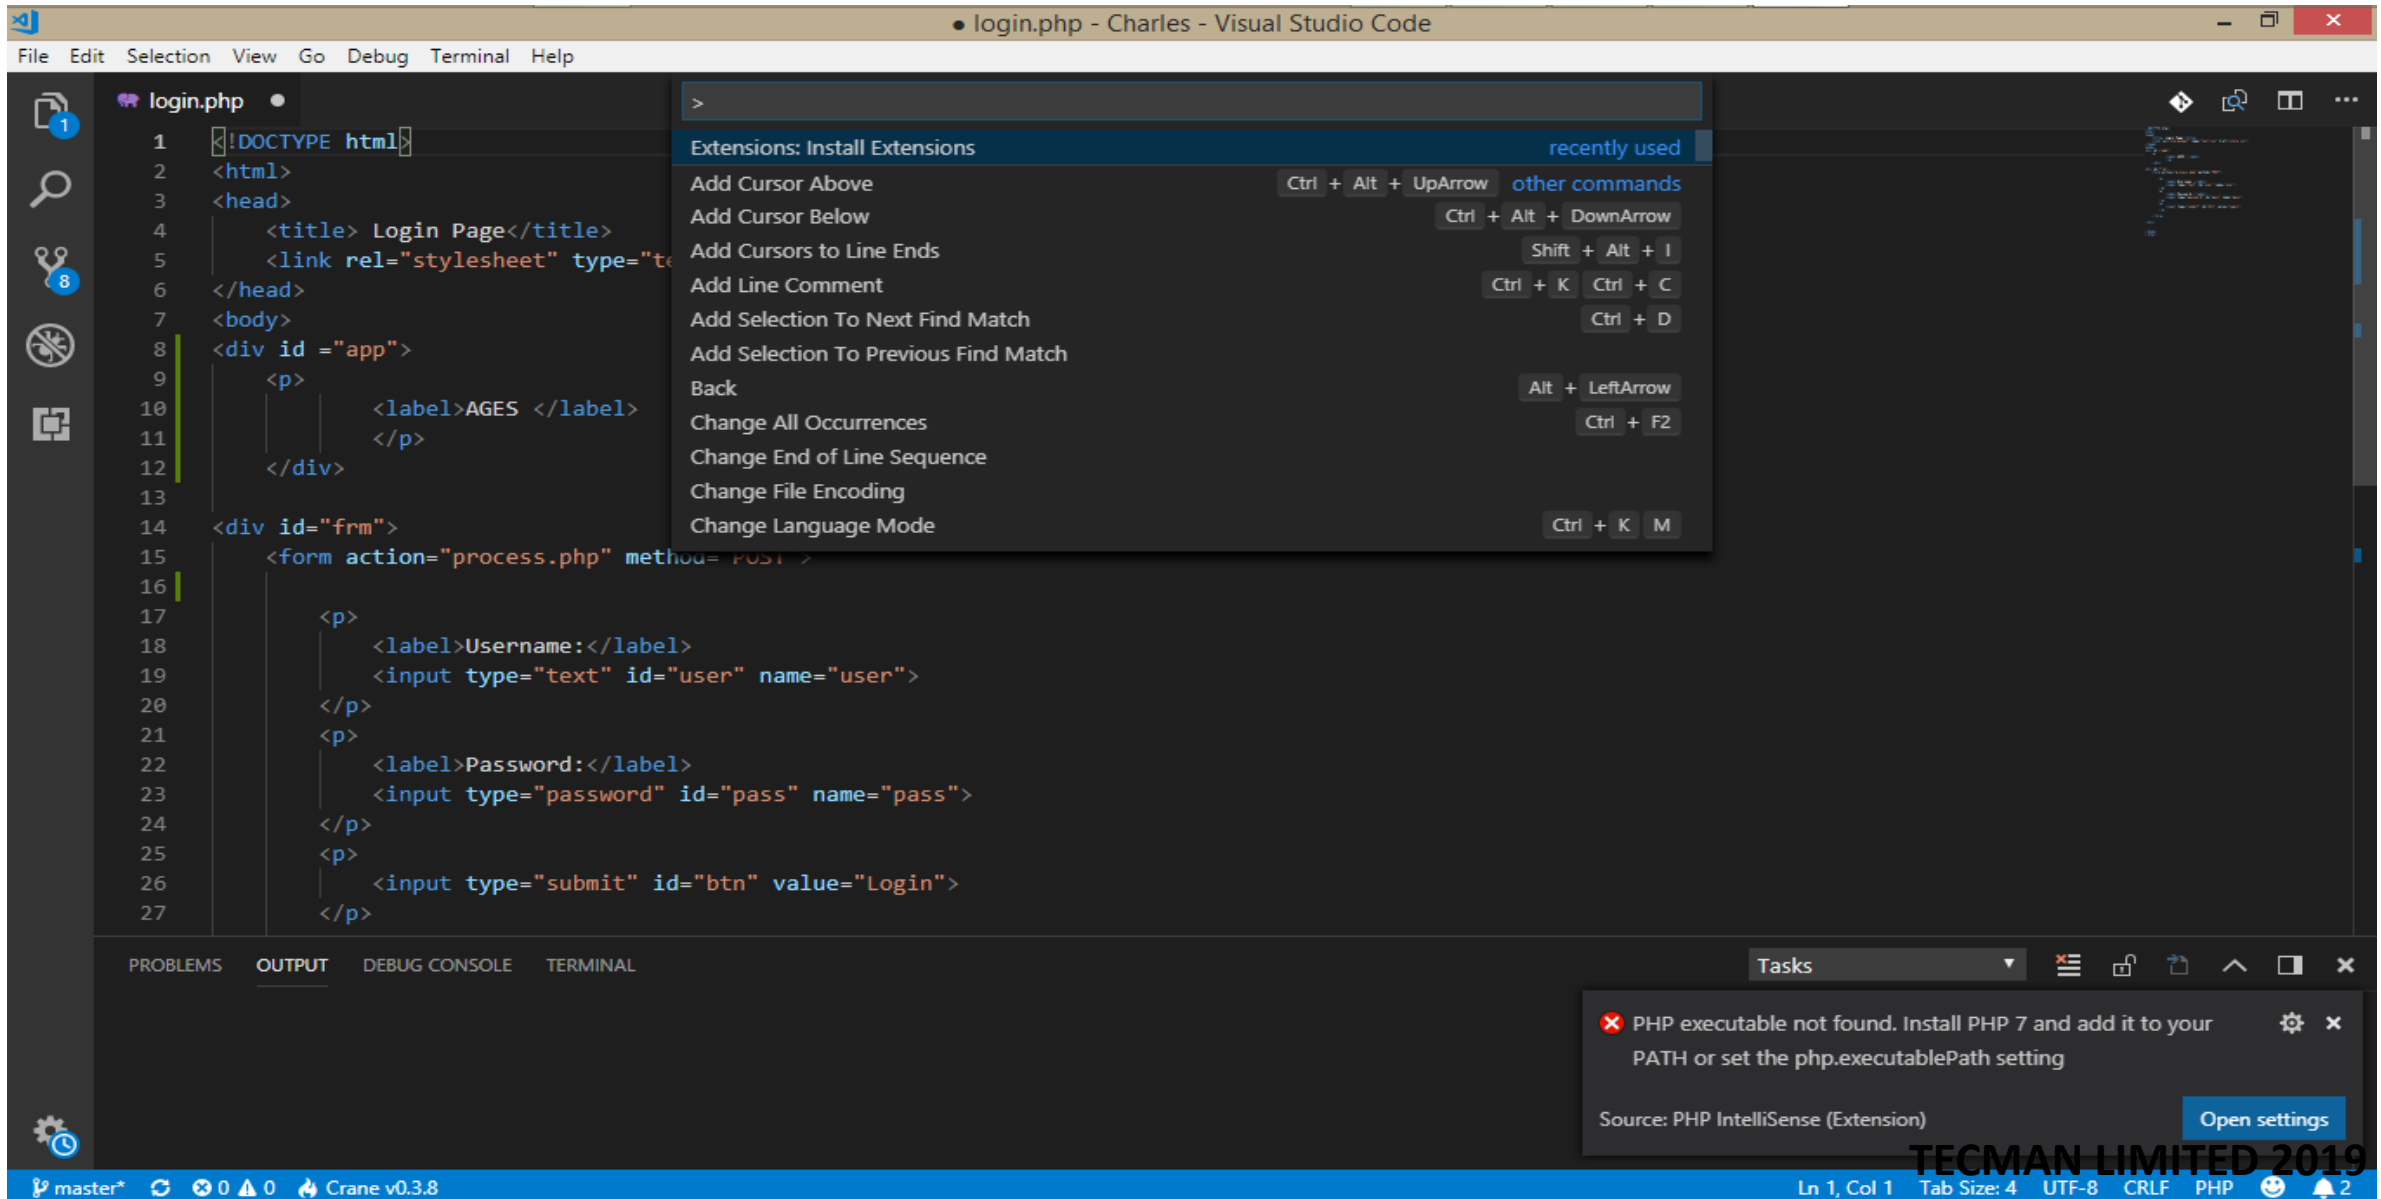 ● login.php - Charles - Visual Studio Code
File Edit Selection View Go Debug Terminal Help
login.php ●
>
Extensions: Install Extensions recently used
Add Cursor Above Ctrl + Alt + UpArrow other commands
Add Cursor Below Ctrl + Alt + DownArrow
Add Cursors to Line Ends Shift + Alt + I
Add Line Comment Ctrl + K Ctrl + C
Add Selection To Next Find Match Ctrl + D
Add Selection To Previous Find Match
Back Alt + LeftArrow
Change All Occurrences Ctrl + F2
Change End of Line Sequence
Change File Encoding
Change Language Mode Ctrl + K M
1 <!DOCTYPE html>
2 <html>
3 <head>
4 <title> Login Page</title>
5 <link rel="stylesheet" type="te
6 </head>
7 <body>
8 <div id ="app">
9 <p>
10 <label>AGES </label>
11 </p>
12 </div>
13
14 <div id="frm">
15 <form action="process.php" method="POST">
16
17 <p>
18 <label>Username:</label>
19 <input type="text" id="user" name="user">
20 </p>
21 <p>
22 <label>Password:</label>
23 <input type="password" id="pass" name="pass">
24 </p>
25 <p>
26 <input type="submit" id="btn" value="Login">
27 </p>
1
8
PROBLEMS OUTPUT DEBUG CONSOLE TERMINAL Tasks
PHP executable not found. Install PHP 7 and add it to your
PATH or set the php.executablePath setting
Source: PHP IntelliSense (Extension) Open settings
TECMAN LIMITED 2019
master* 0 0 Crane v0.3.8 Ln 1, Col 1 Tab Size: 4 UTF-8 CRLF PHP 2